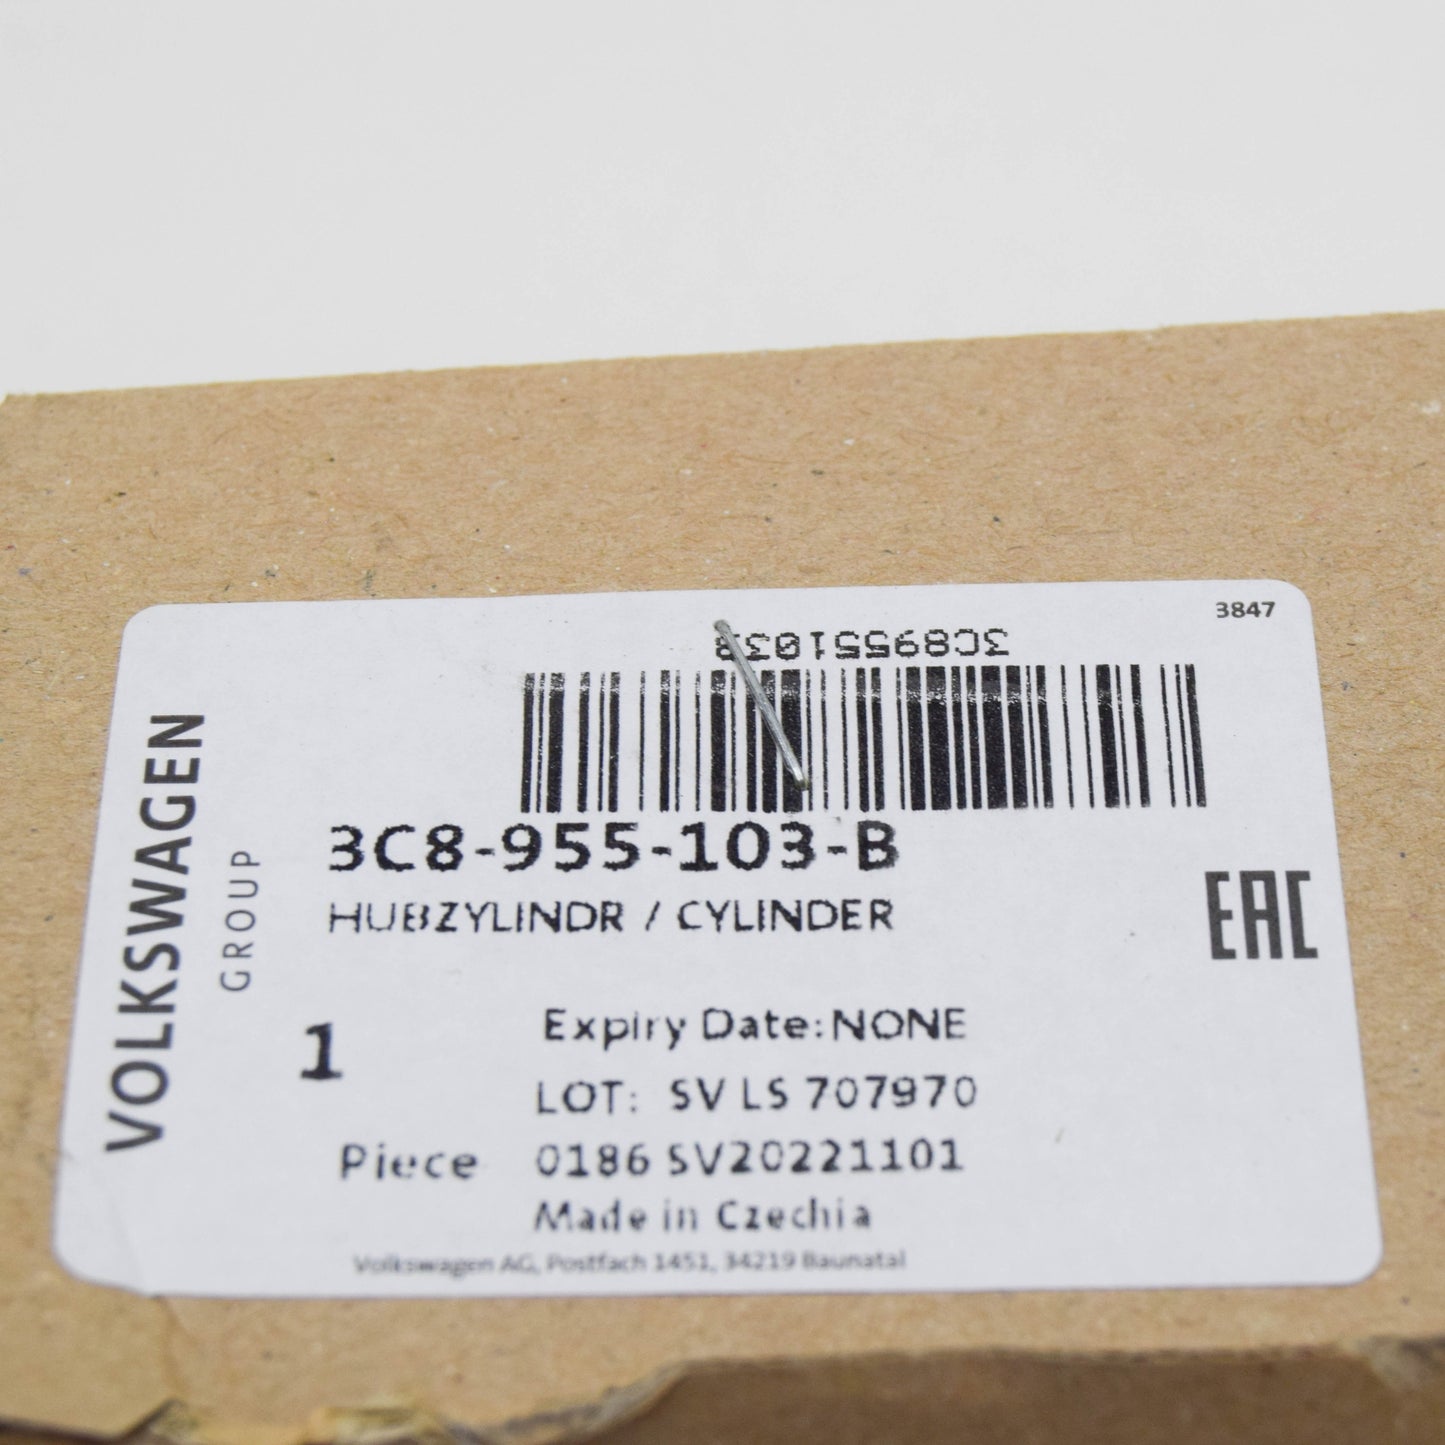 3847
3C8955103B
3C8-955-103-B
HUBZYLINDR / CYLINDER
VOLKSWAGEN
GROUP
EAC
1
Expiry Date:NONE
LOT: SV LS 707970
Piece 0186 SV20221101
Made in Czechia
Volkswagen AG, Postfach 1451, 34219 Baunatal